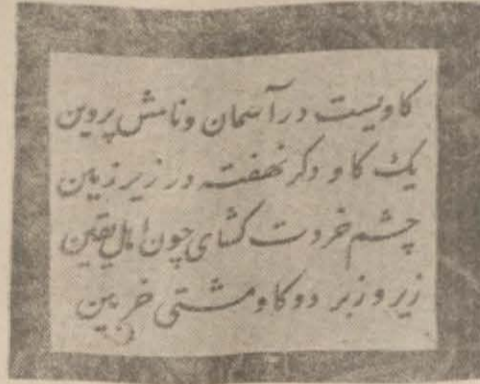 کاویست در آسمان و نامش پروین
یک کاو دکر نهفته در زیر زمین
چشم خردت کشای چون اهل یقین
زیر و زبر دو کاو مشتی خر بین